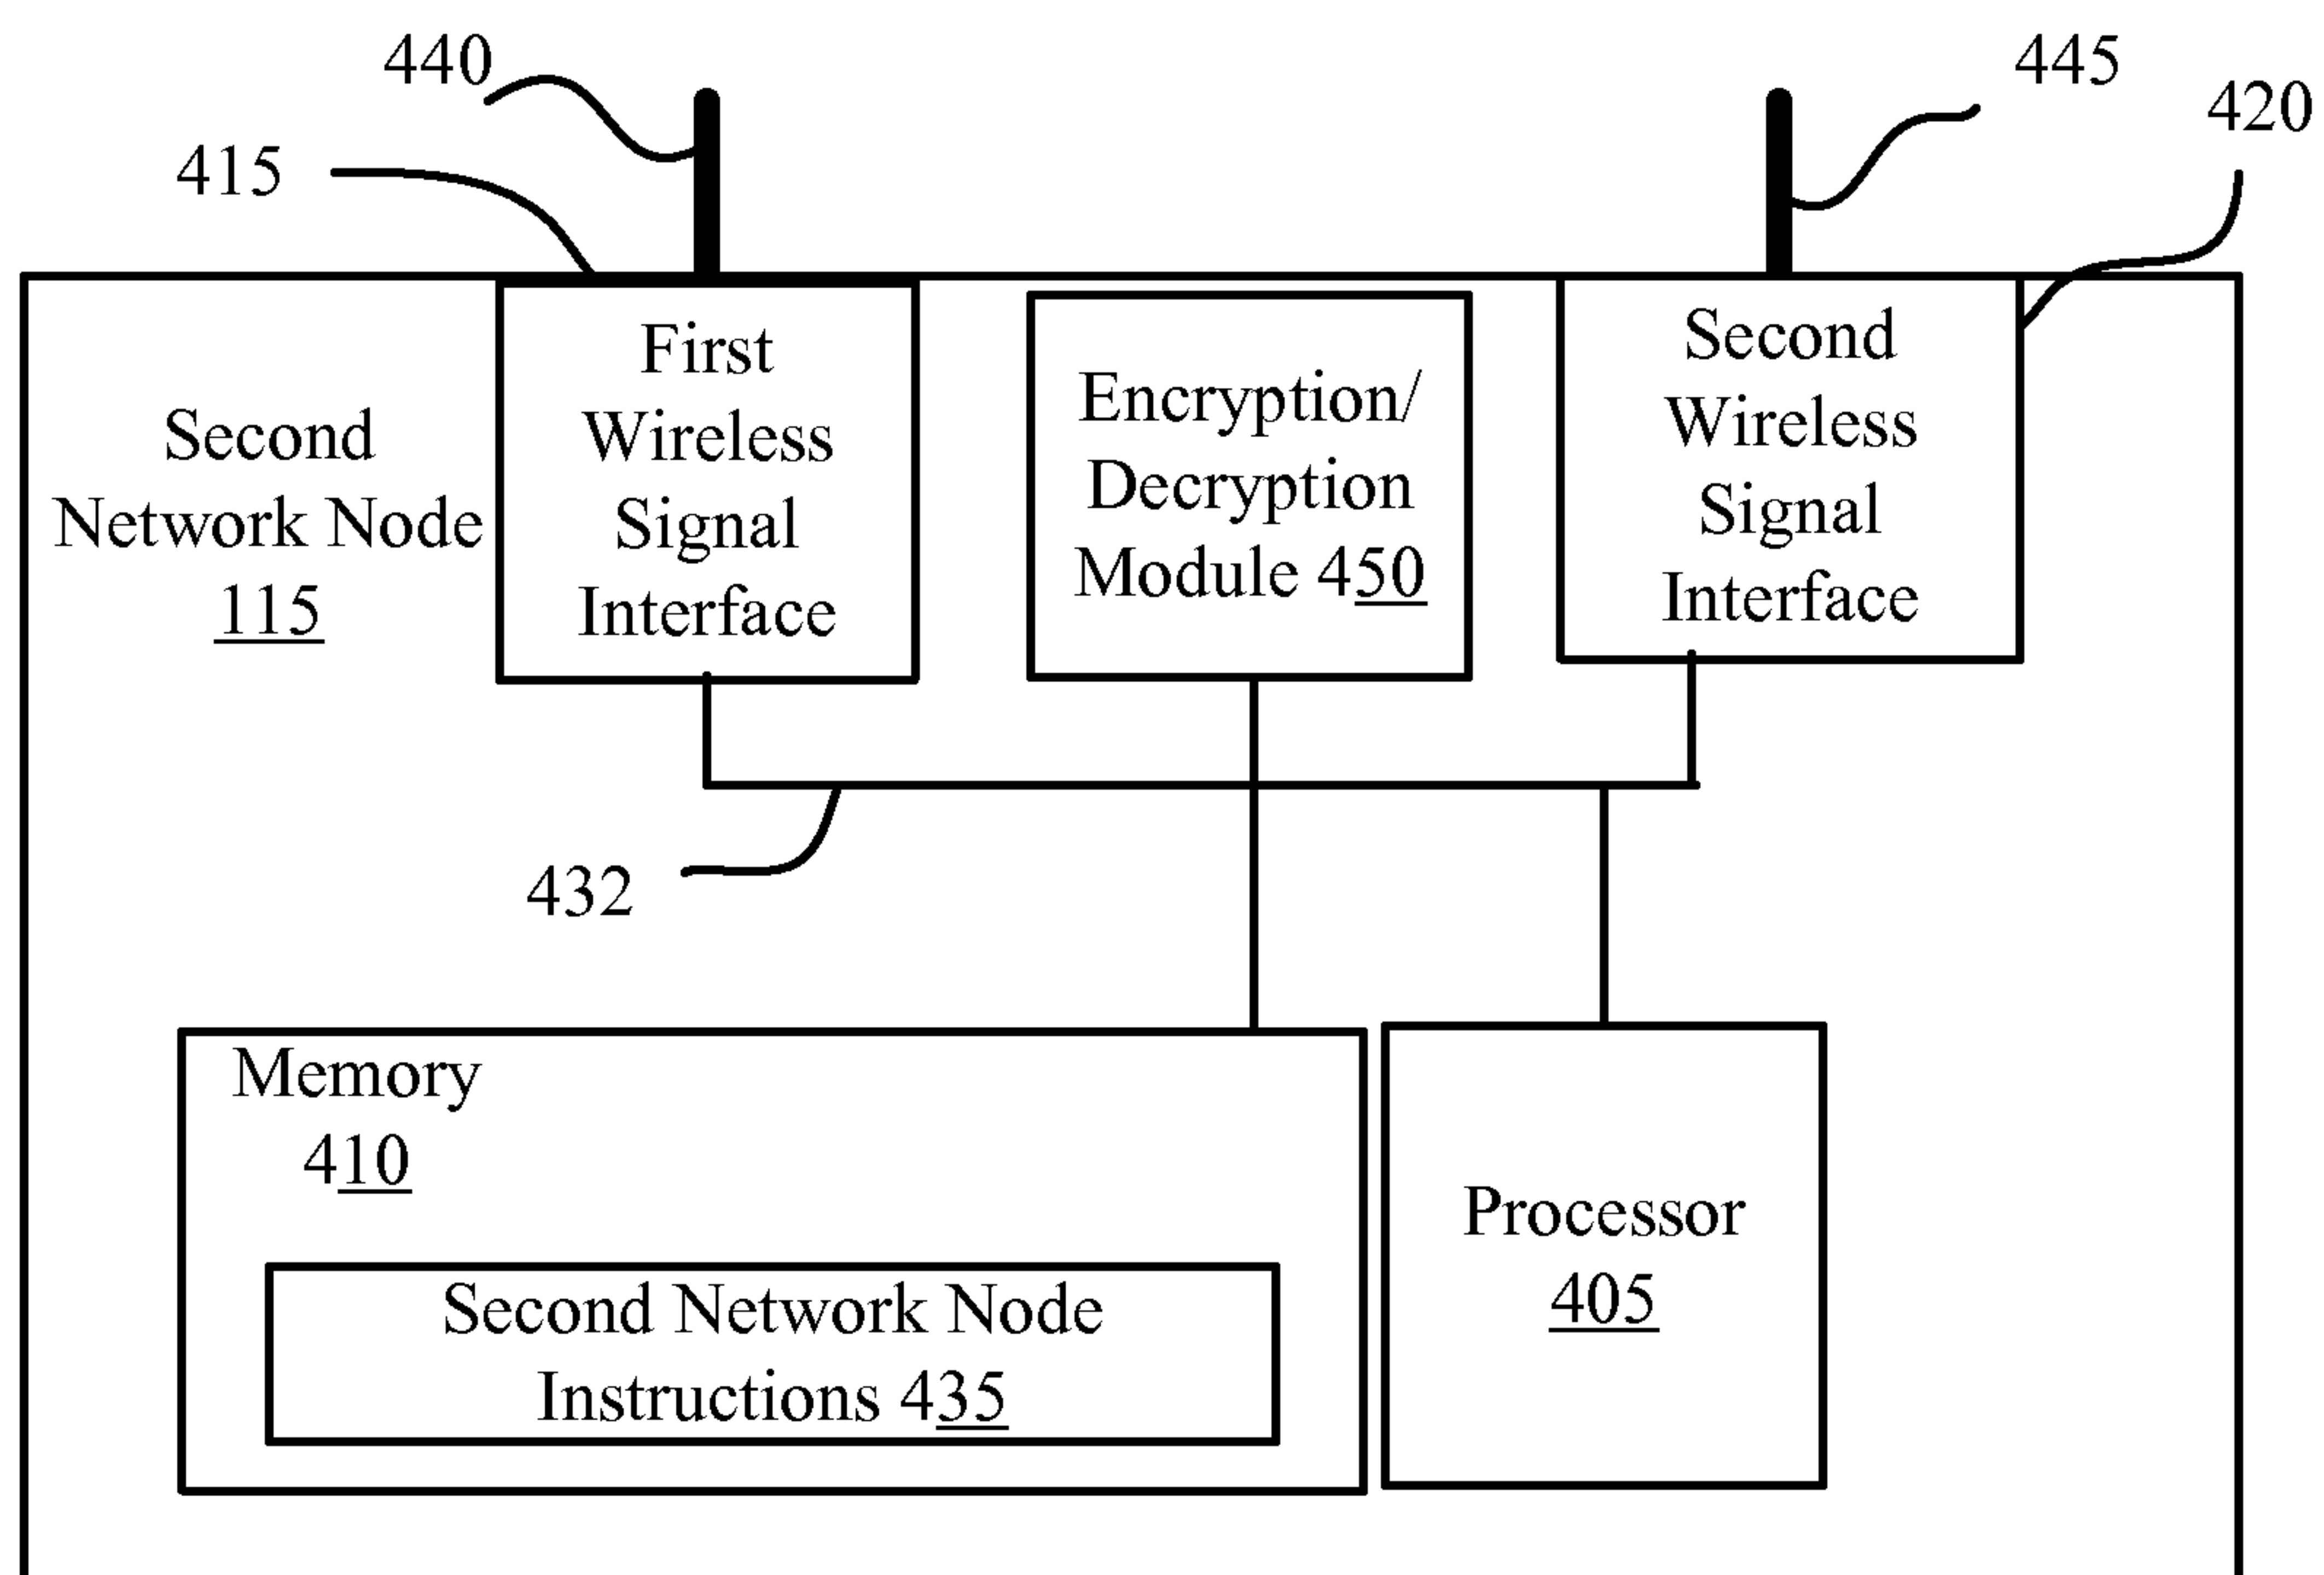 440
445
420
415
Second
Network Node
115
First
Wireless
Signal
Interface
Encryption/
Decryption
Module 450
Second
Wireless
Signal
Interface
432
Memory
410
Second Network Node
Instructions 435
Processor
405